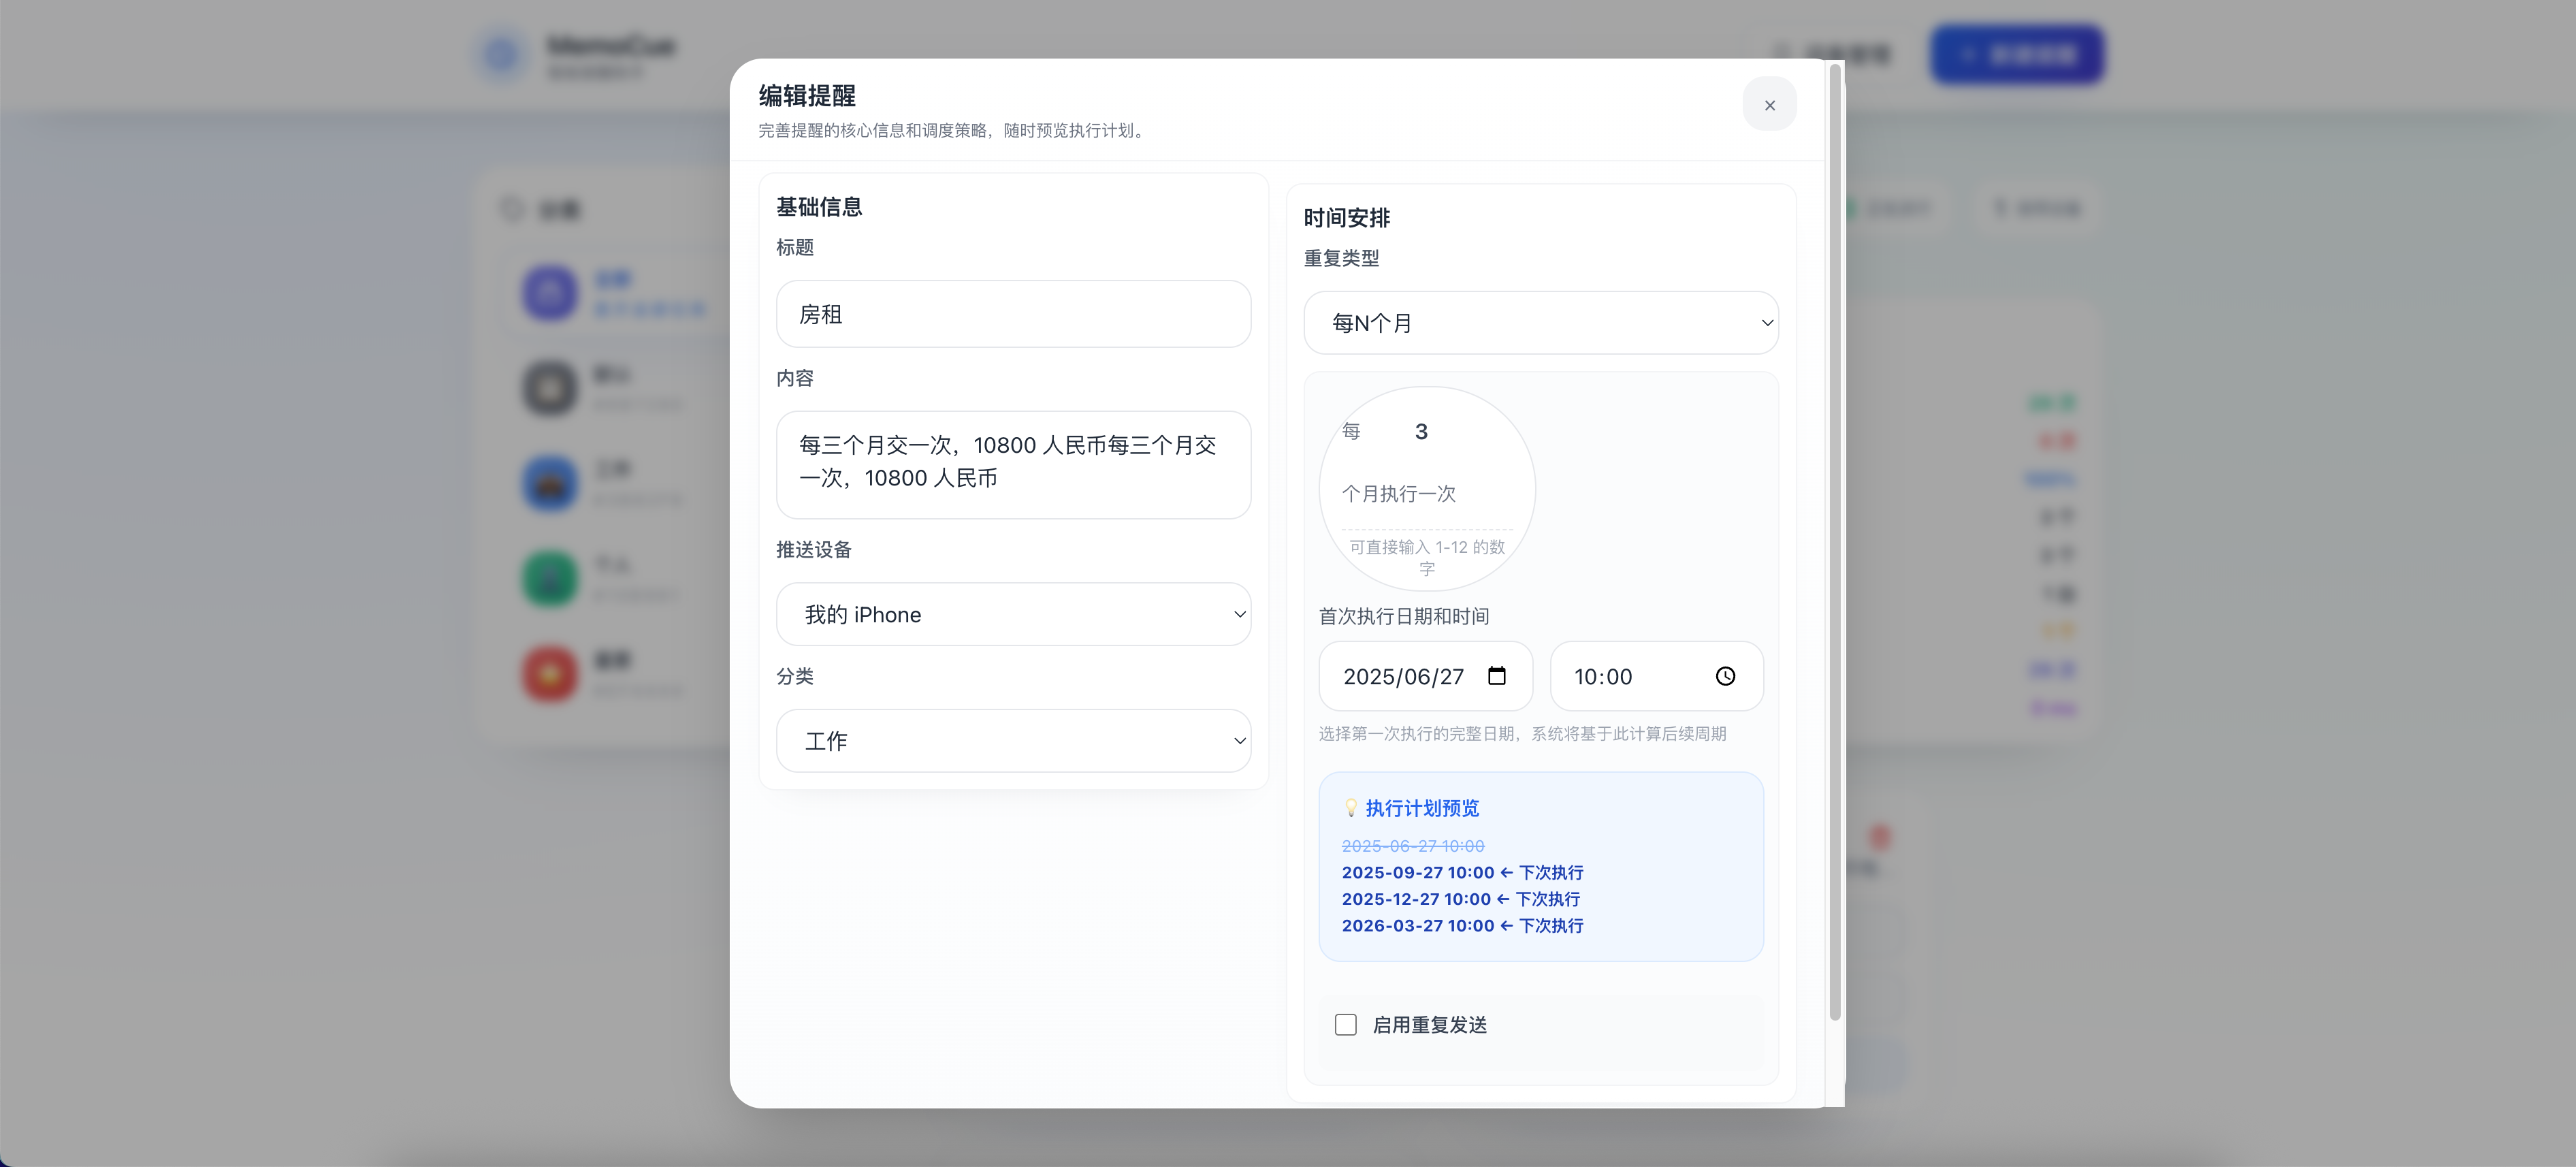 MemoCue
编辑提醒
完善提醒的核心信息和调度策略，随时预览执行计划。
×
基础信息
标题
房租
内容
每三个月交一次，10800 人民币每三个月交
一次，10800 人民币
推送设备
我的 iPhone
分类
工作
时间安排
重复类型
每N个月
每 3
个月执行一次
可直接输入 1-12 的数
字
首次执行日期和时间
2025/06/27 10:00
选择第一次执行的完整日期，系统将基于此计算后续周期
💡 执行计划预览
2025-06-27 10:00
2025-09-27 10:00 ← 下次执行
2025-12-27 10:00 ← 下次执行
2026-03-27 10:00 ← 下次执行
启用重复发送